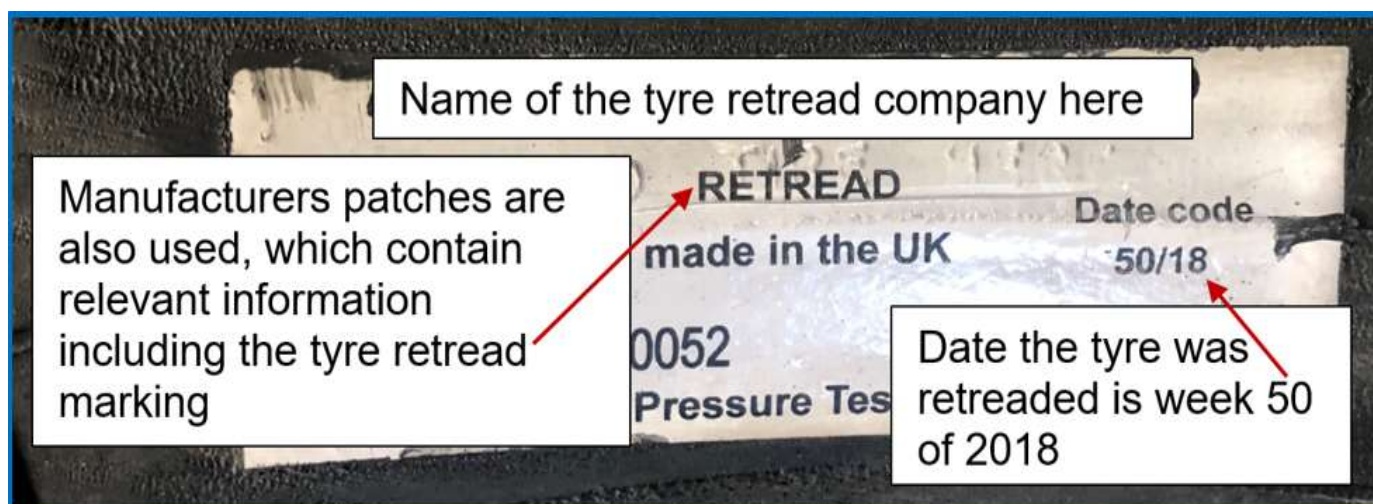 Name of the tyre retread company here
Manufacturers patches are
also used, which contain
relevant information
including the tyre retread
marking
RETREAD
Date code
made in the UK
50/18
0052
Pressure Tes
Date the tyre was
retreaded is week 50
of 2018